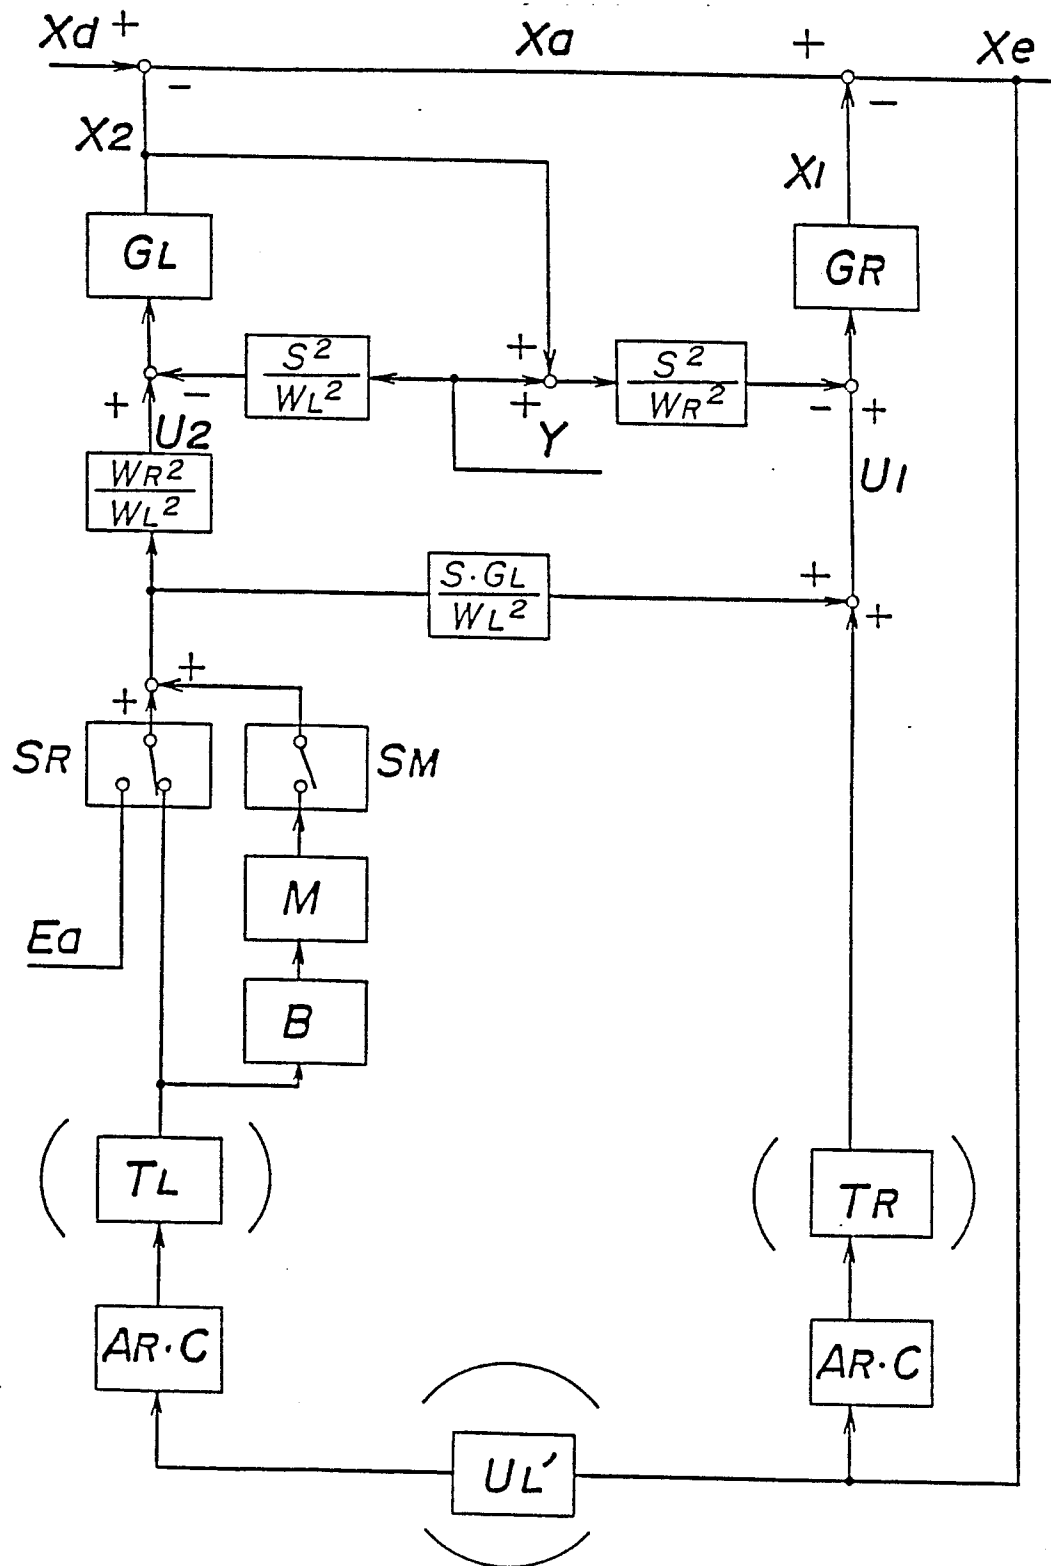 Xd + Xa + Xe
-
-
X2
X1
GL
GR
S²/WL²
+
S²/WR²
-
+
+
Y
-
+
U2
U1
WR²/WL²
S·GL/WL²
+
+
+
+
SR
SM
M
Ea
B
(TL)
(TR)
AR·C
AR·C
(UL')